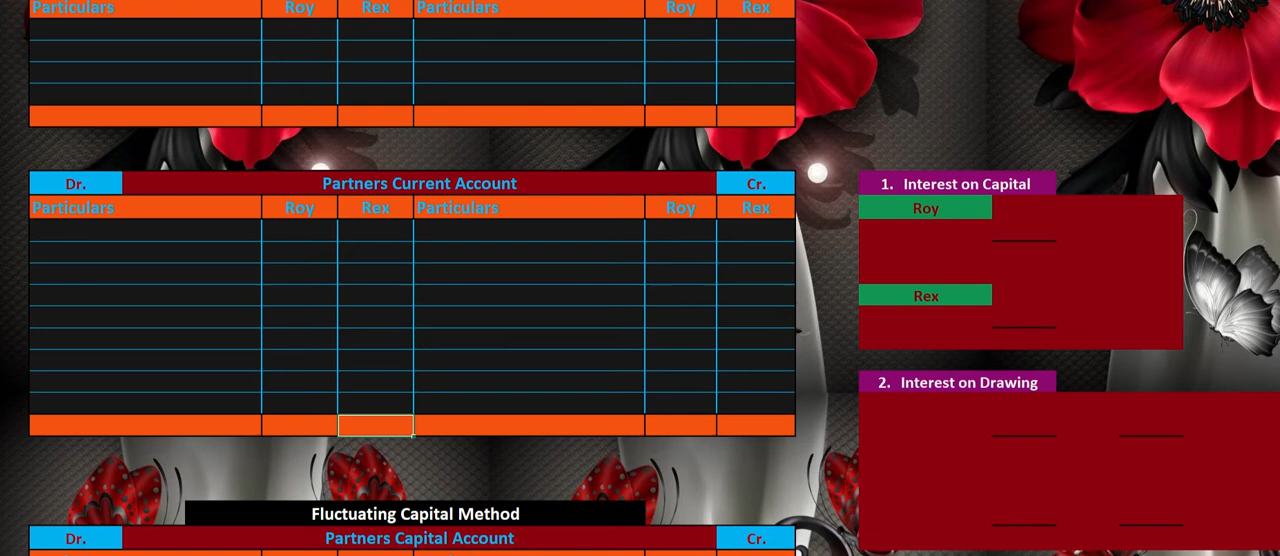 Particulars Roy Rex Particulars Roy Rex
Dr. Partners Current Account Cr.
Particulars Roy Rex Particulars Roy Rex
1. Interest on Capital
Roy
Rex
2. Interest on Drawing
Fluctuating Capital Method
Dr. Partners Capital Account Cr.